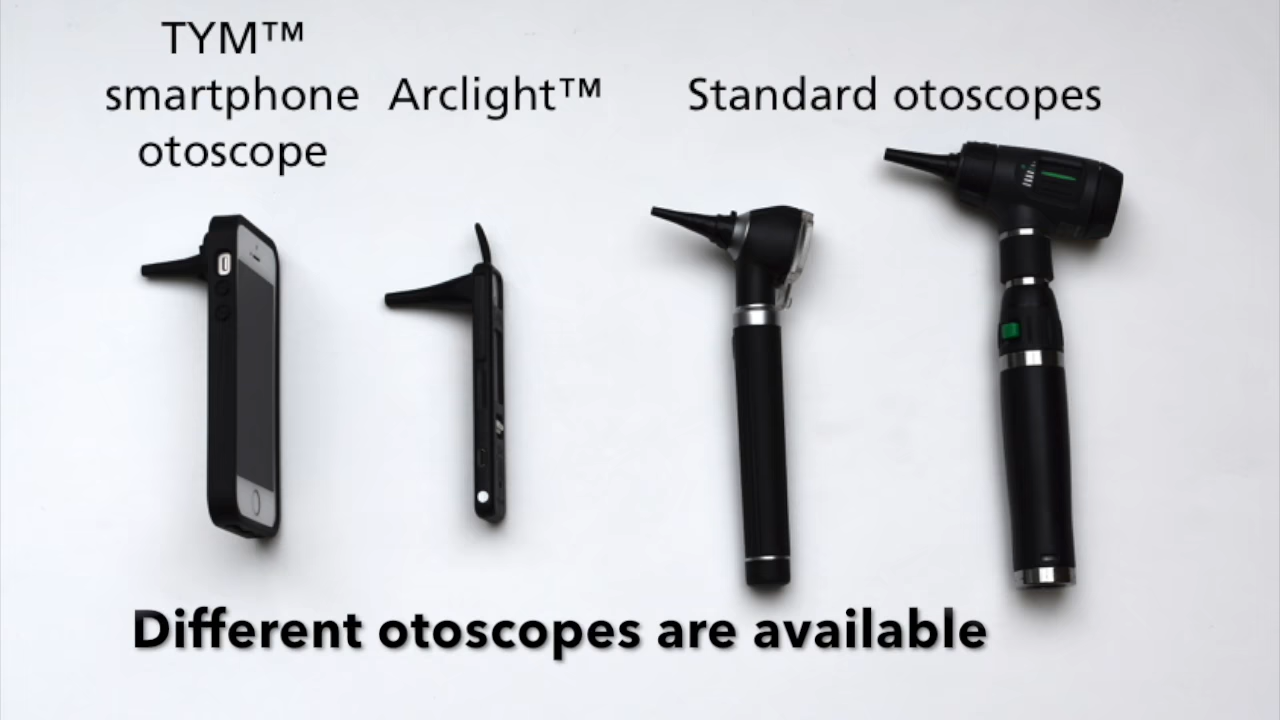 TYM™
smartphone
otoscope
Arclight™
Standard otoscopes
Different otoscopes are available